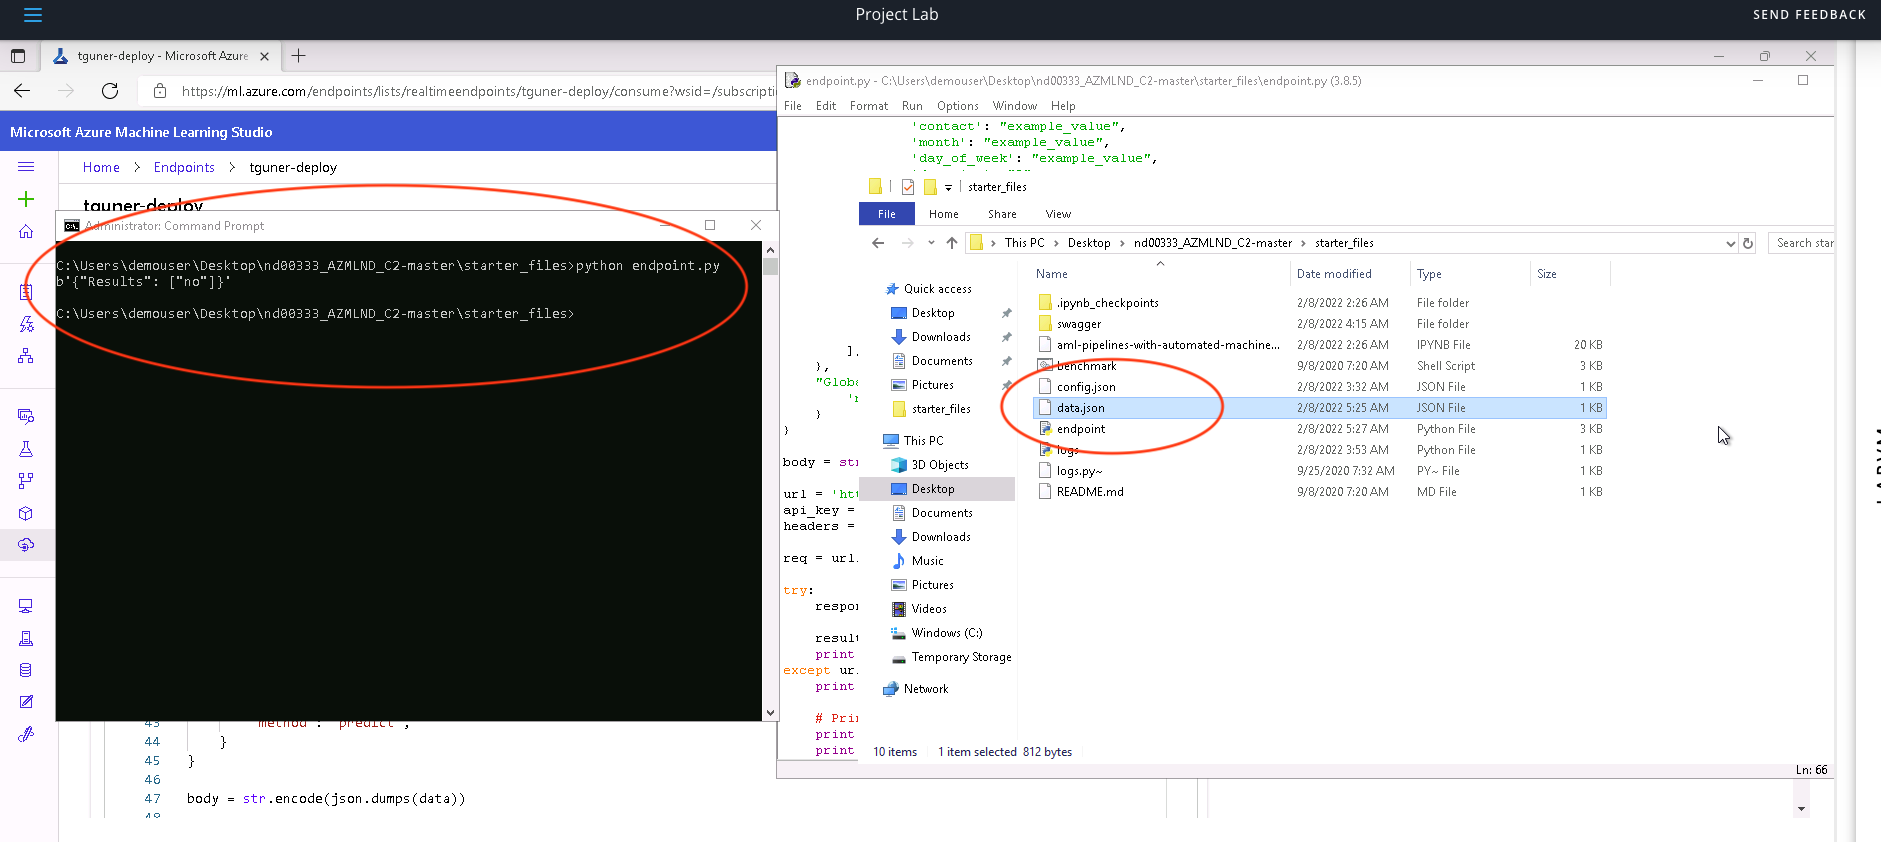 Project Lab
SEND FEEDBACK
tguner-deploy - Microsoft Azure
https://ml.azure.com/endpoints/lists/realtimeendpoints/tguner-deploy/consume?wsid=/subscripti
Microsoft Azure Machine Learning Studio
Home > Endpoints > tguner-deploy
tguner-deploy
Administrator: Command Prompt
C:\Users\demouser\Desktop\nd00333_AZMLND_C2-master\starter_files>python endpoint.py
b'{"Results": ["no"]}'
C:\Users\demouser\Desktop\nd00333_AZMLND_C2-master\starter_files>
43 "method": "predict",
44 }
45 }
46
47 body = str.encode(json.dumps(data))
48
endpoint.py - C:\Users\demouser\Desktop\nd00333_AZMLND_C2-master\starter_files\endpoint.py (3.8.5)
File Edit Format Run Options Window Help
'contact': "example_value",
'month': "example_value",
'day_of_week': "example_value",
],
},
"Globa
'm
}
}
body = str
url = 'htt
api_key =
headers =
req = url
try:
respon
result
print
except ur
print
# Prin
print
print
Ln: 66
starter_files
File Home Share View
This PC > Desktop > nd00333_AZMLND_C2-master > starter_files
Search star
Quick access
Desktop
Downloads
Documents
Pictures
starter_files
This PC
3D Objects
Desktop
Documents
Downloads
Music
Pictures
Videos
Windows (C:)
Temporary Storage
Network
Name Date modified Type Size
.ipynb_checkpoints 2/8/2022 2:26 AM File folder
swagger 2/8/2022 4:15 AM File folder
aml-pipelines-with-automated-machine... 2/8/2022 2:26 AM IPYNB File 20 KB
benchmark 9/8/2020 7:20 AM Shell Script 3 KB
config.json 2/8/2022 3:32 AM JSON File 1 KB
data.json 2/8/2022 5:25 AM JSON File 1 KB
endpoint 2/8/2022 5:27 AM Python File 3 KB
logs 2/8/2022 3:53 AM Python File 1 KB
logs.py~ 9/25/2020 7:32 AM PY~ File 1 KB
README.md 9/8/2020 7:20 AM MD File 1 KB
10 items 1 item selected 812 bytes